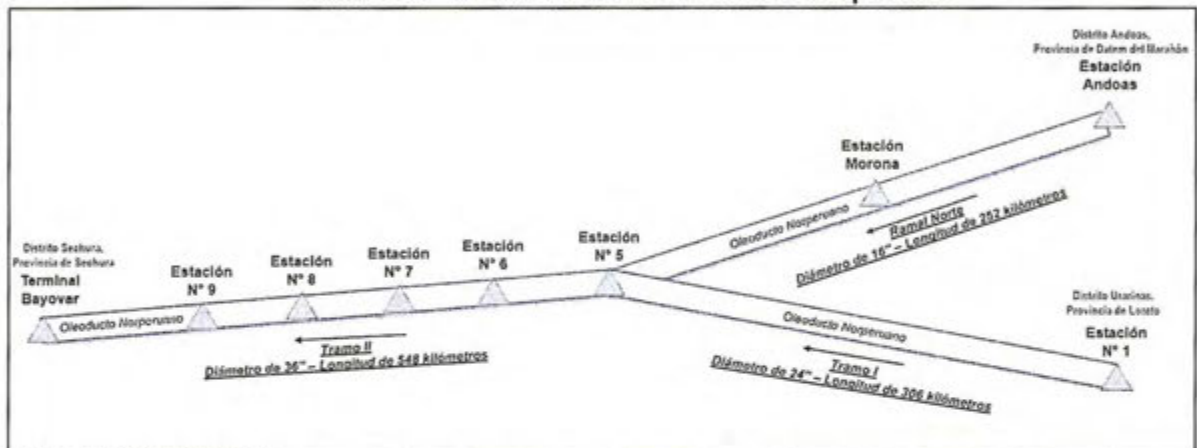 Distrito Andoas,
Provincia de Datem del Marañón
Estación
Andoas
Estación
Morona
Oleoducto Norperuano
Ramal Norte
Diámetro de 16" – Longitud de 252 kilómetros
Distrito Sechura,
Provincia de Sechura
Terminal
Bayovar
Estación
N° 9
Estación
N° 8
Estación
N° 7
Estación
N° 6
Estación
N° 5
Oleoducto Norperuano
Tramo II
Diámetro de 36" – Longitud de 548 kilómetros
Oleoducto Norperuano
Tramo I
Diámetro de 24" – Longitud de 306 kilómetros
Distrito Urarinas,
Provincia de Loreto
Estación
N° 1